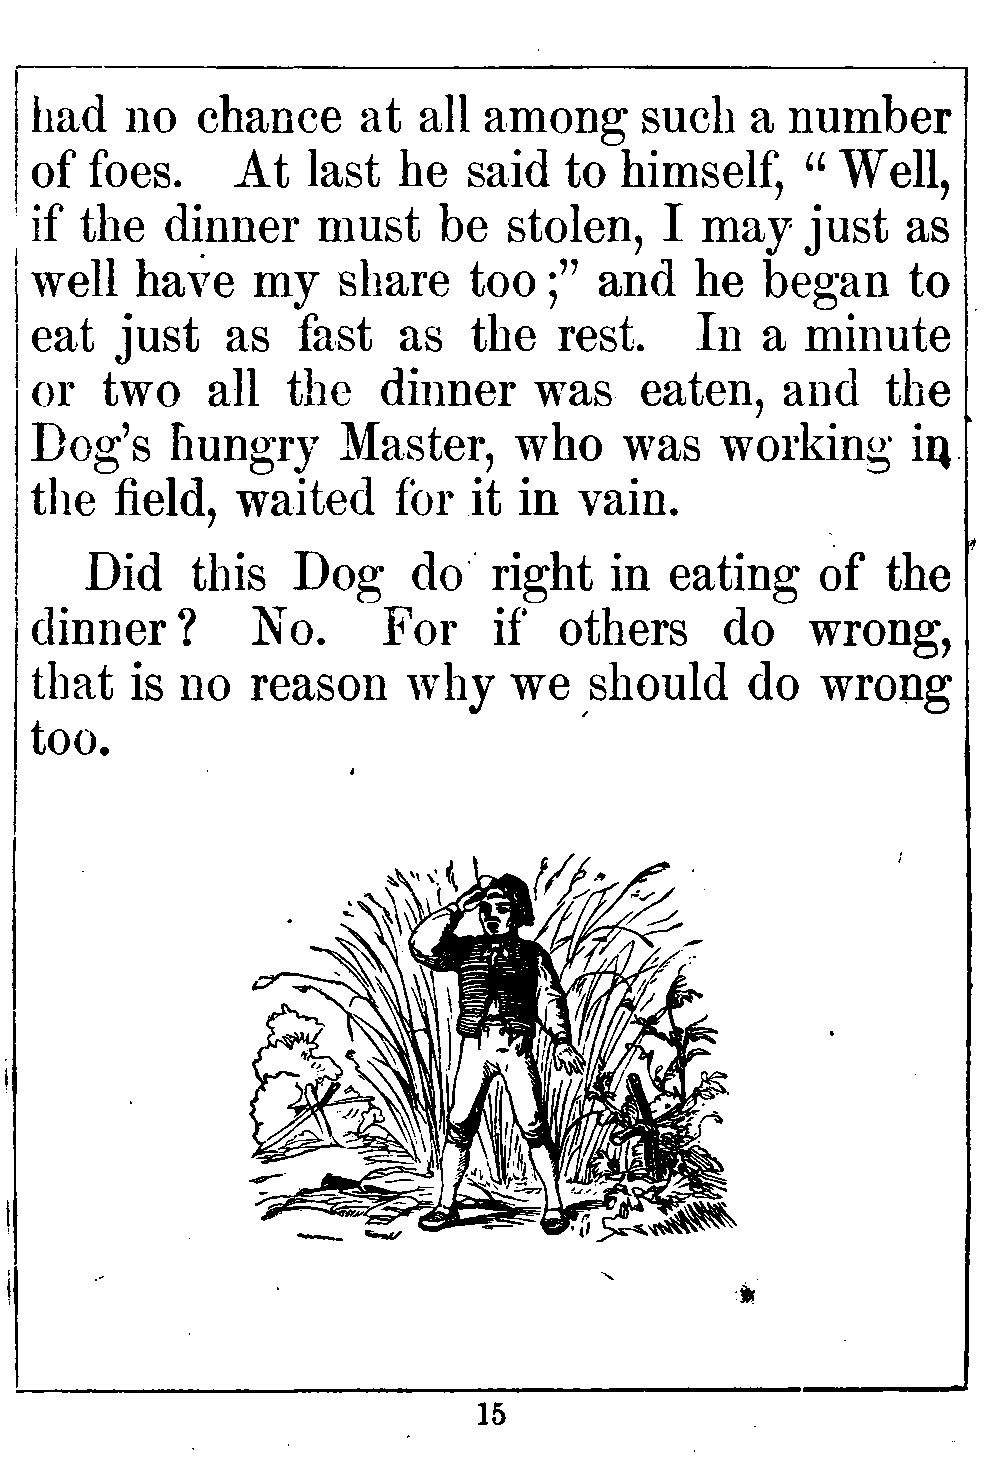 had no chance at all among such a number
of foes. At last he said to himself, “ Well,
if the dinner must be stolen, I may just as
well have my share too ;” and he began to
eat just as fast as the rest. In a minute
or two all the dinner was eaten, and the
Dog’s hungry Master, who was working in
the field, waited for it in vain.
Did this Dog do right in eating of the
dinner ? No. For if others do wrong,
that is no reason why we should do wrong
too.
15